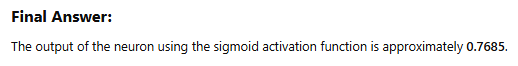 Final Answer:
The output of the neuron using the sigmoid activation function is approximately 0.7685.